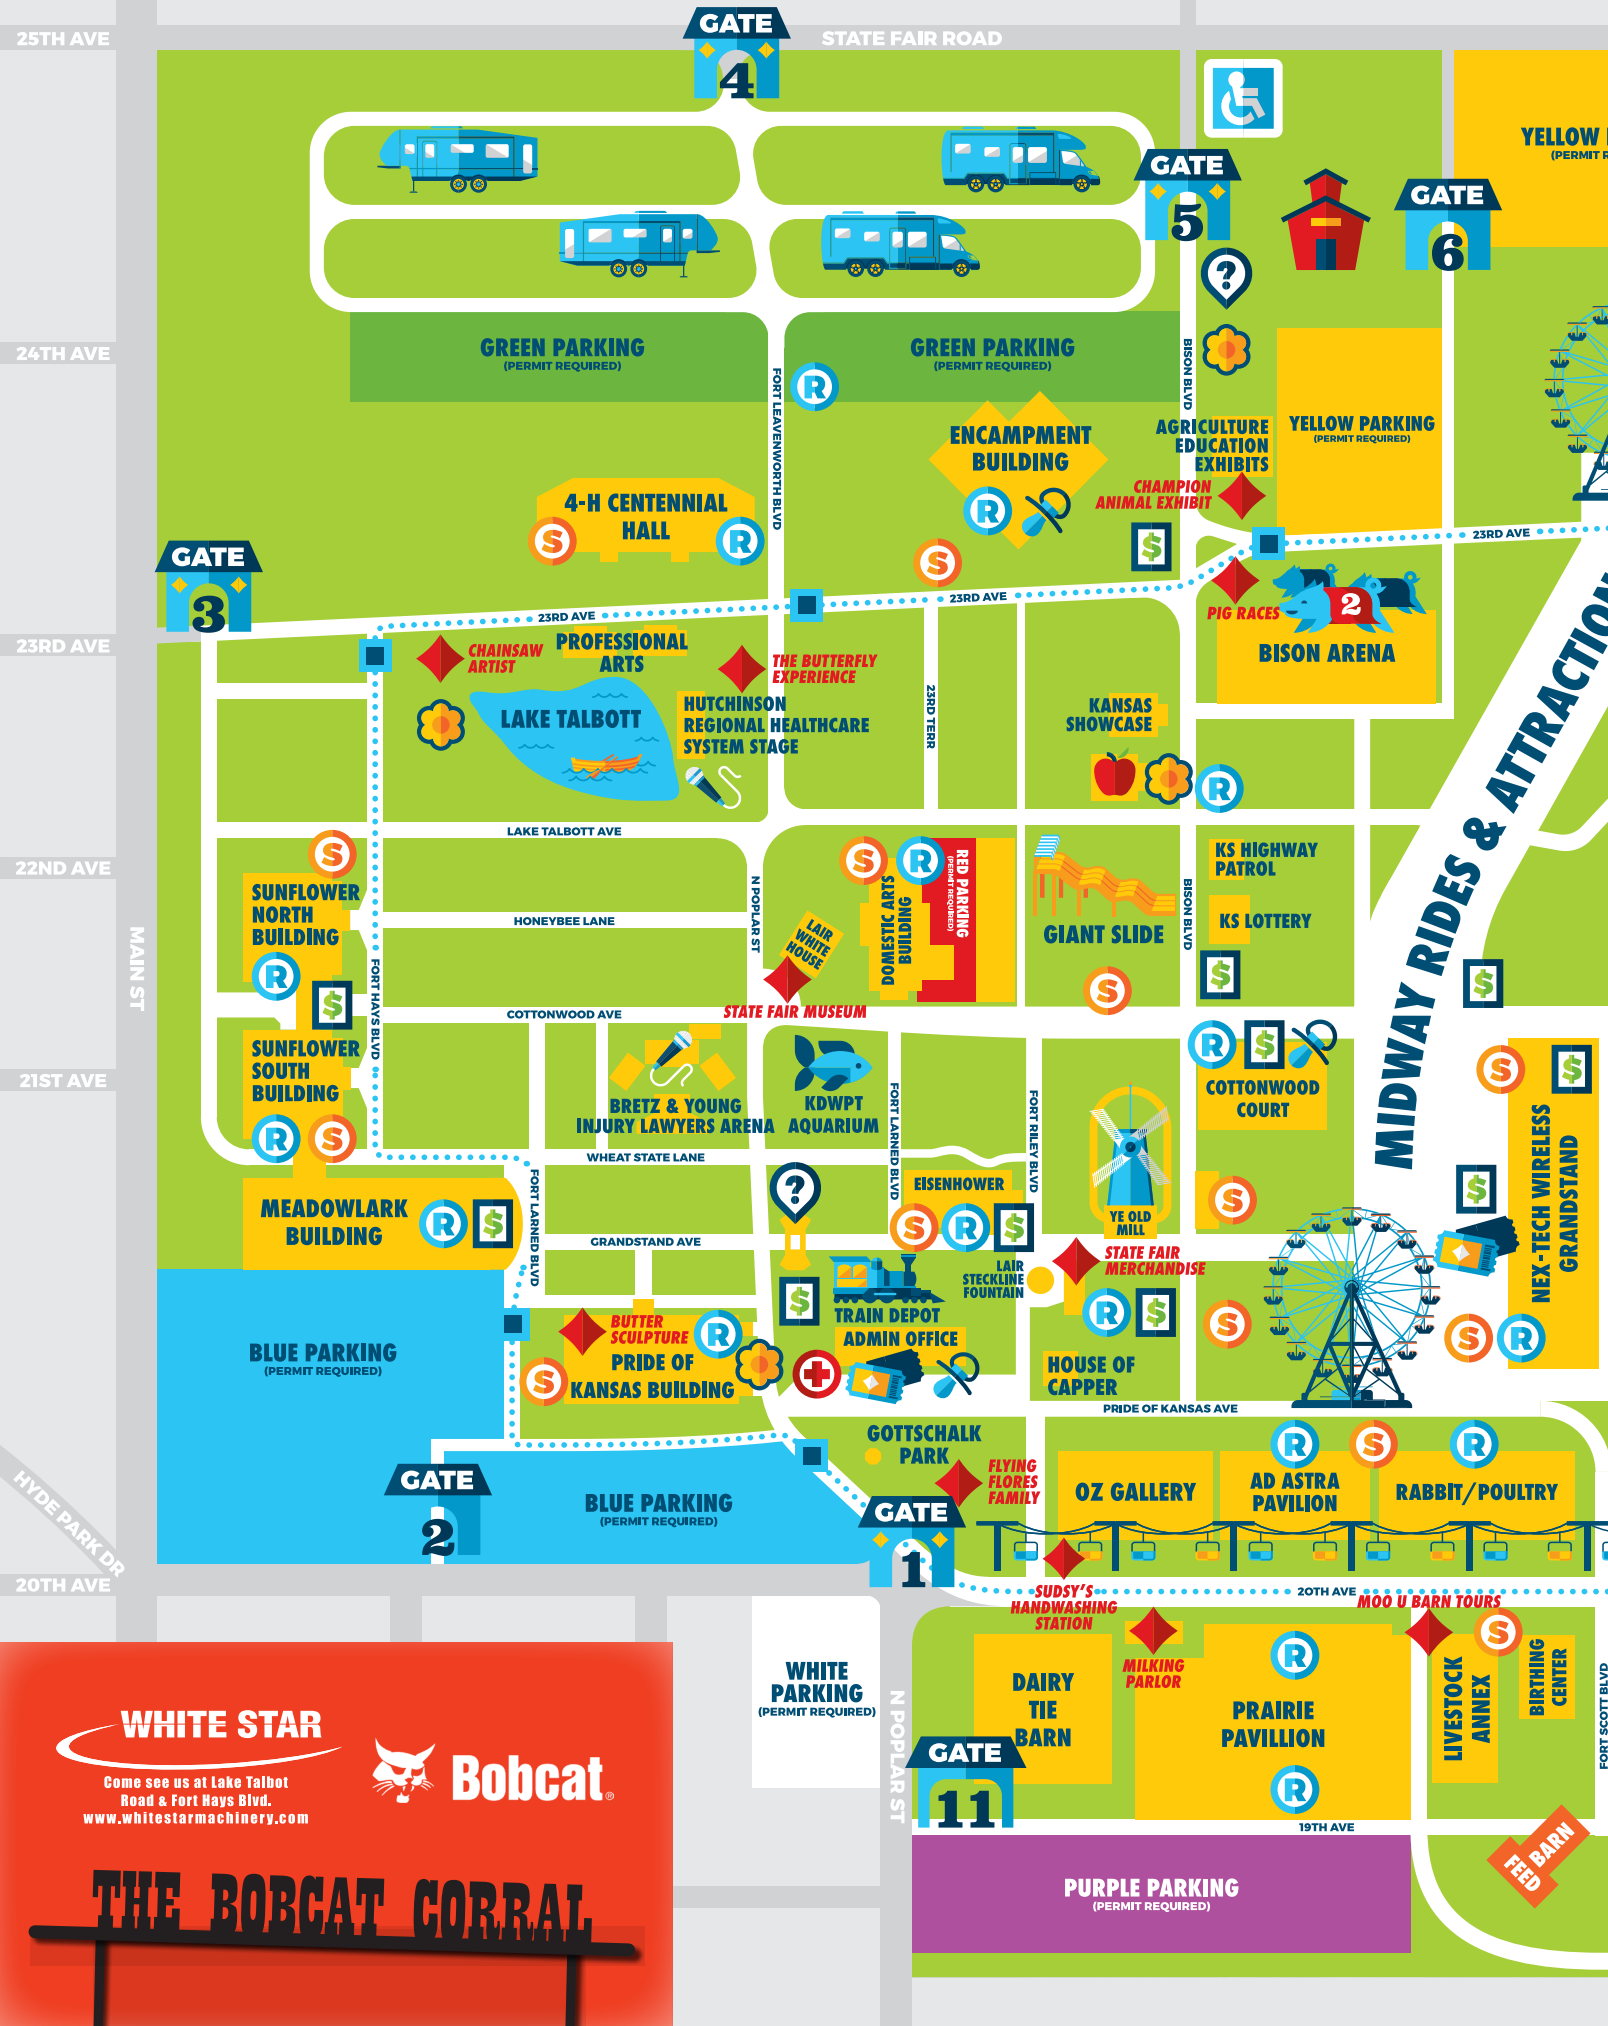 25TH AVE
GATE
4
STATE FAIR ROAD
YELLOW
(PERMIT R
GATE
5
GATE
6
?
24TH AVE
GREEN PARKING
(PERMIT REQUIRED)
GREEN PARKING
(PERMIT REQUIRED)
R
FORT LEAVENWORTH BLVD
BISON BLVD
ENCAMPMENT
BUILDING
R
AGRICULTURE
EDUCATION
EXHIBITS
YELLOW PARKING
(PERMIT REQUIRED)
CHAMPION
ANIMAL EXHIBIT
4-H CENTENNIAL
HALL
S
R
S
$
23RD AVE
GATE
3
23RD AVE
23RD AVE
PIG RACES
2
BISON ARENA
23RD AVE
CHAINSAW
ARTIST
PROFESSIONAL
ARTS
THE BUTTERFLY
EXPERIENCE
LAKE TALBOTT
HUTCHINSON
REGIONAL HEALTHCARE
SYSTEM STAGE
23RD TERR
KANSAS
SHOWCASE
R
MIDWAY RIDES & ATTRACTION
LAKE TALBOTT AVE
22ND AVE
S
SUNFLOWER
NORTH
BUILDING
R
$
HONEYBEE LANE
N POPLAR ST
LAIR
WHITE
HOUSE
S
R
DOMESTIC ARTS
BUILDING
RED PARKING
(PERMIT REQUIRED)
GIANT SLIDE
KS HIGHWAY
PATROL
KS LOTTERY
BISON BLVD
S
$
$
MAIN ST
FORT HAYS BLVD
STATE FAIR MUSEUM
COTTONWOOD AVE
21ST AVE
SUNFLOWER
SOUTH
BUILDING
R
S
BRETZ & YOUNG
INJURY LAWYERS ARENA
KDWPT
AQUARIUM
FORT LARNED BLVD
FORT RILEY BLVD
R
$
COTTONWOOD
COURT
S
$
NEX-TECH WIRELESS
GRANDSTAND
WHEAT STATE LANE
MEADOWLARK
BUILDING
R
$
FORT LARNED BLVD
GRANDSTAND AVE
?
EISENHOWER
S
R
$
YE OLD
MILL
S
$
LAIR
STECKLINE
FOUNTAIN
STATE FAIR
MERCHANDISE
R
$
S
S
R
$
TRAIN DEPOT
ADMIN OFFICE
BUTTER
SCULPTURE
R
S
PRIDE OF
KANSAS BUILDING
HOUSE OF
CAPPER
BLUE PARKING
(PERMIT REQUIRED)
PRIDE OF KANSAS AVE
GOTTSCHALK
PARK
FLYING
FLORES
FAMILY
OZ GALLERY
R
AD ASTRA
PAVILION
S
R
RABBIT/POULTRY
HYDE PARK DR
GATE
2
BLUE PARKING
(PERMIT REQUIRED)
GATE
1
20TH AVE
20TH AVE
SUDSY'S
HANDWASHING
STATION
MOO U BARN TOURS
MILKING
PARLOR
WHITE
PARKING
(PERMIT REQUIRED)
N POPLAR ST
DAIRY
TIE
BARN
R
PRAIRIE
PAVILLION
R
S
LIVESTOCK
ANNEX
BIRTHING
CENTER
FORT SCOTT BLVD
GATE
11
19TH AVE
FEED BARN
PURPLE PARKING
(PERMIT REQUIRED)
WHITE STAR
Come see us at Lake Talbot
Road & Fort Hays Blvd.
www.whitestarmachinery.com
Bobcat®
THE BOBCAT CORRAL